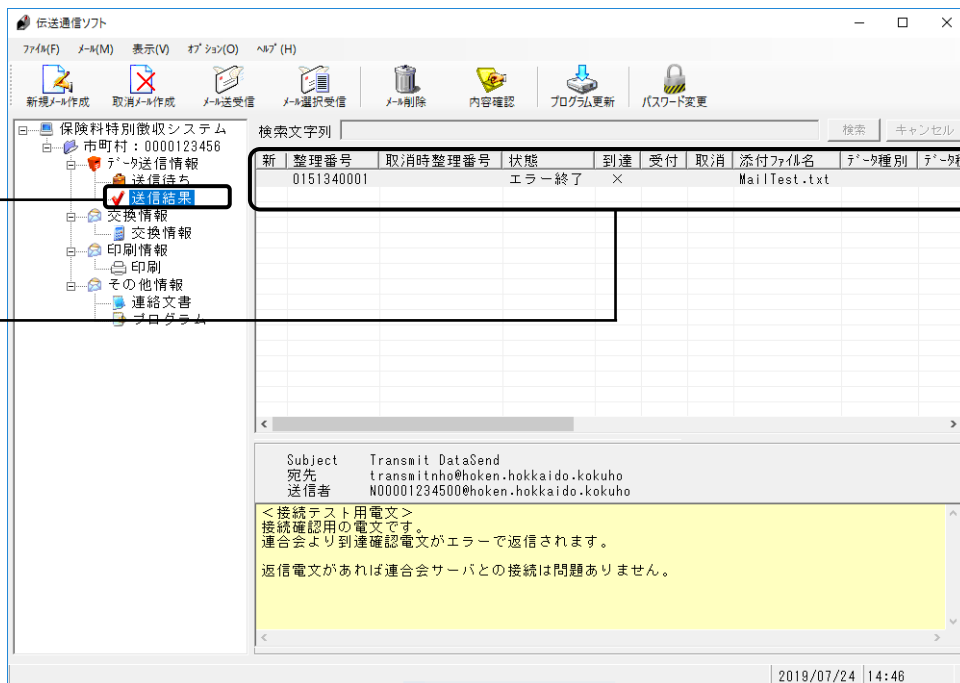 伝送通信ソフト
ファイル(F) メール(M) 表示(V) オプション(O) ヘルプ(H)
新規メール作成 取消メール作成 メール送受信 メール選択受信 メール削除 内容確認 プログラム更新 パスワード変更
保険料特別徴収システム
市町村：0000123456
データ送信情報
送信待ち
送信結果
交換情報
交換情報
印刷情報
印刷
その他情報
連絡文書
プログラム
検索文字列 検索 キャンセル
新 整理番号 取消時整理番号 状態 到達 受付 取消 添付ファイル名 データ種別
0151340001 エラー終了 × MailTest.txt
Subject Transmit DataSend
宛先 transmitnho@hoken.hokkaido.kokuho
送信者 N00001234500@hoken.hokkaido.kokuho
＜接続テスト用電文＞
接続確認用の電文です。
連合会より到達確認電文がエラーで返信されます。
返信電文があれば連合会サーバとの接続は問題ありません。
2019/07/24 14:46